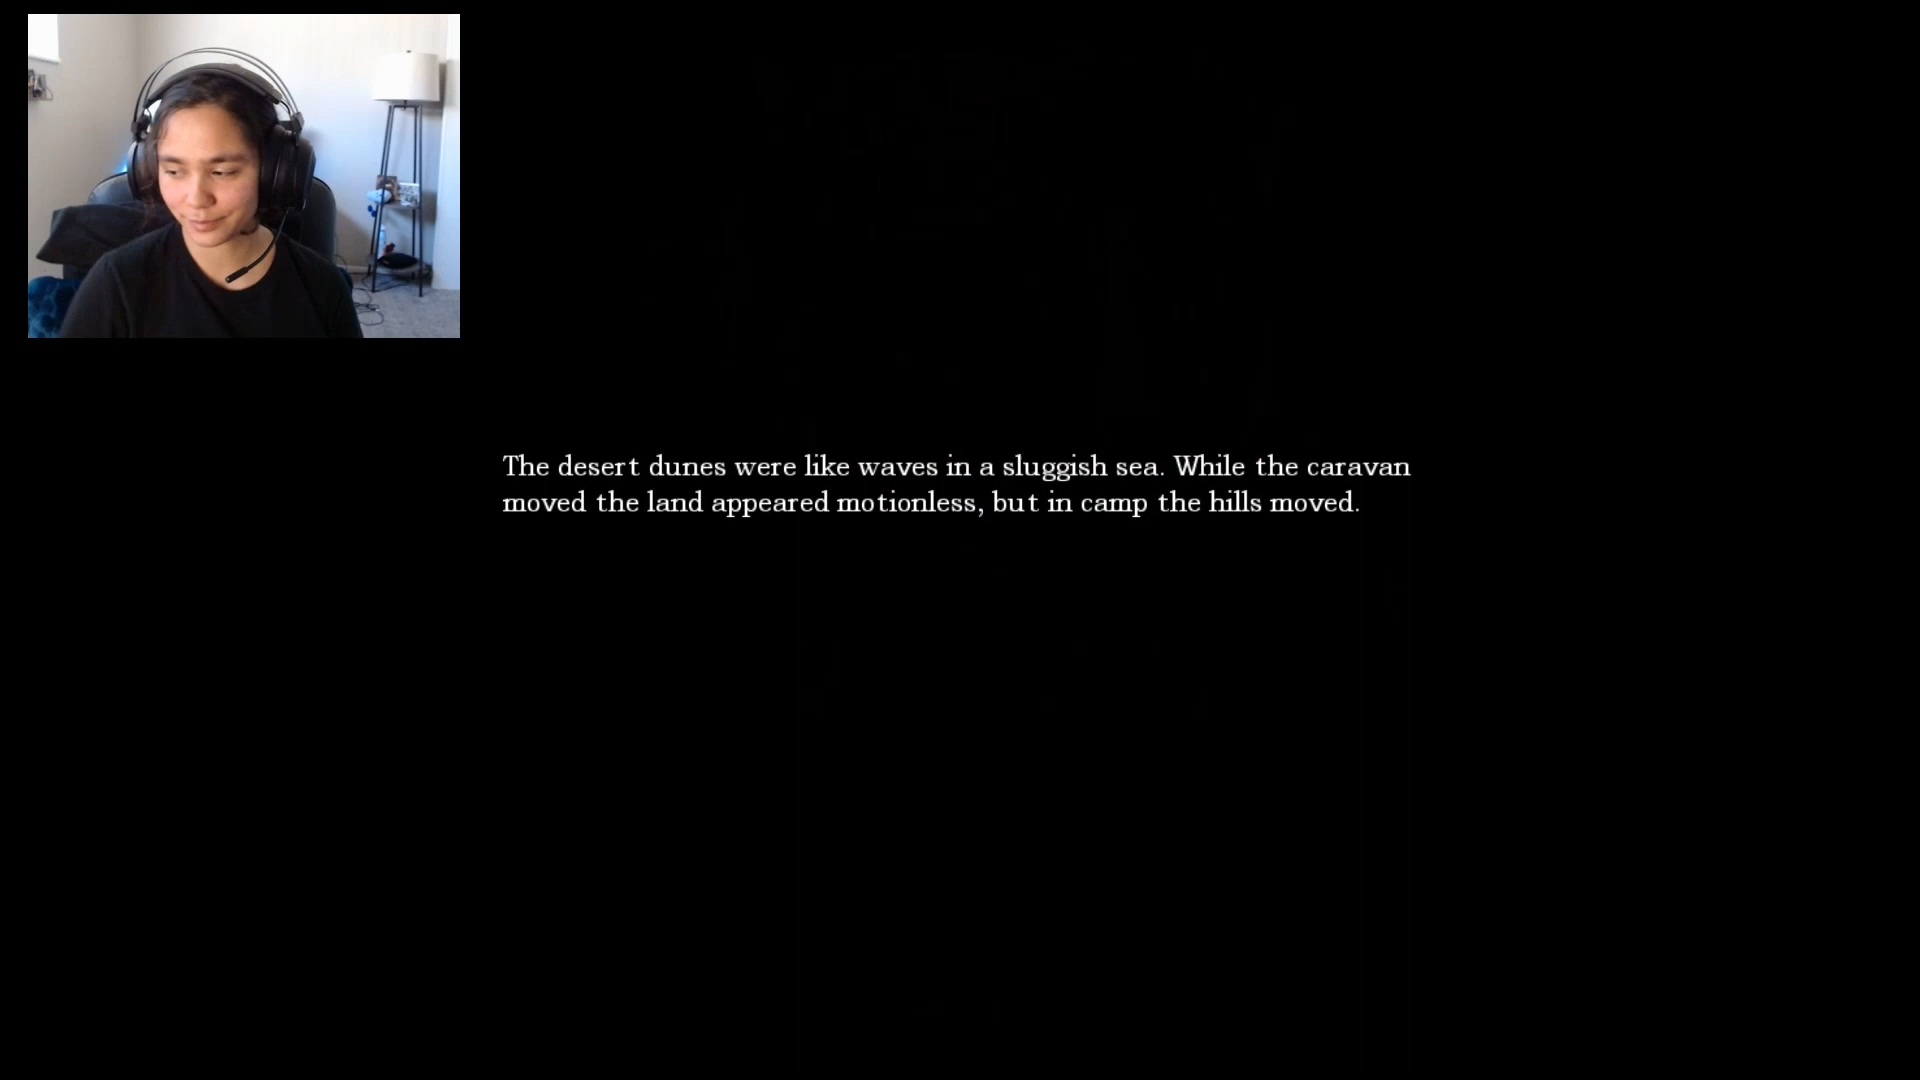 The desert dunes were like waves in a sluggish sea. While the caravan
moved the land appeared motionless, but in camp the hills moved.